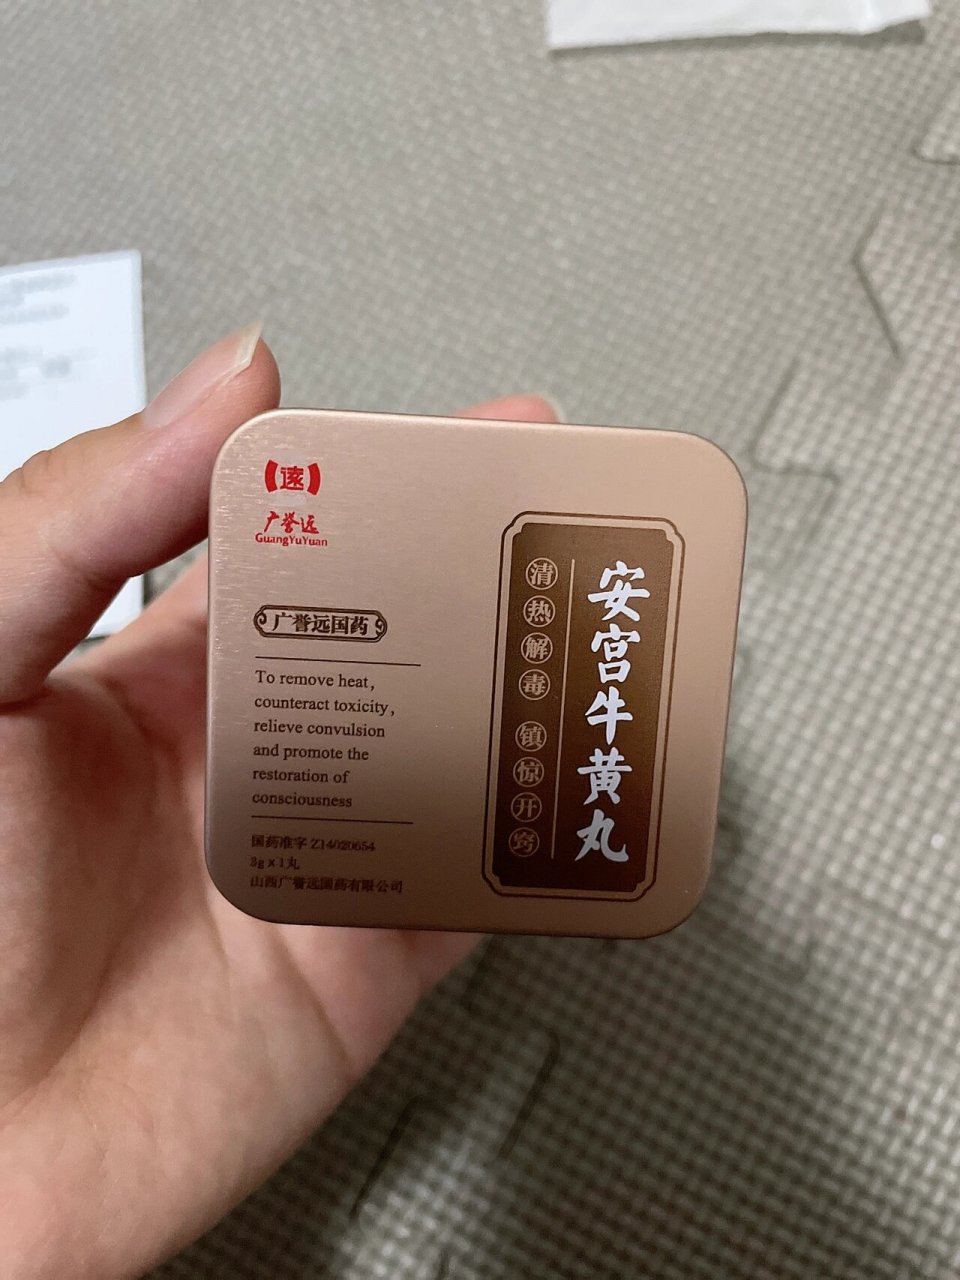 远
广誉远
GuangYuYuan
广誉远国药
To remove heat,
counteract toxicity,
relieve convulsion
and promote the
restoration of
consciousness
国药准字 Z14020654
3g×1丸
山西广誉远国药有限公司
安宫牛黄丸
清热解毒 镇惊开窍